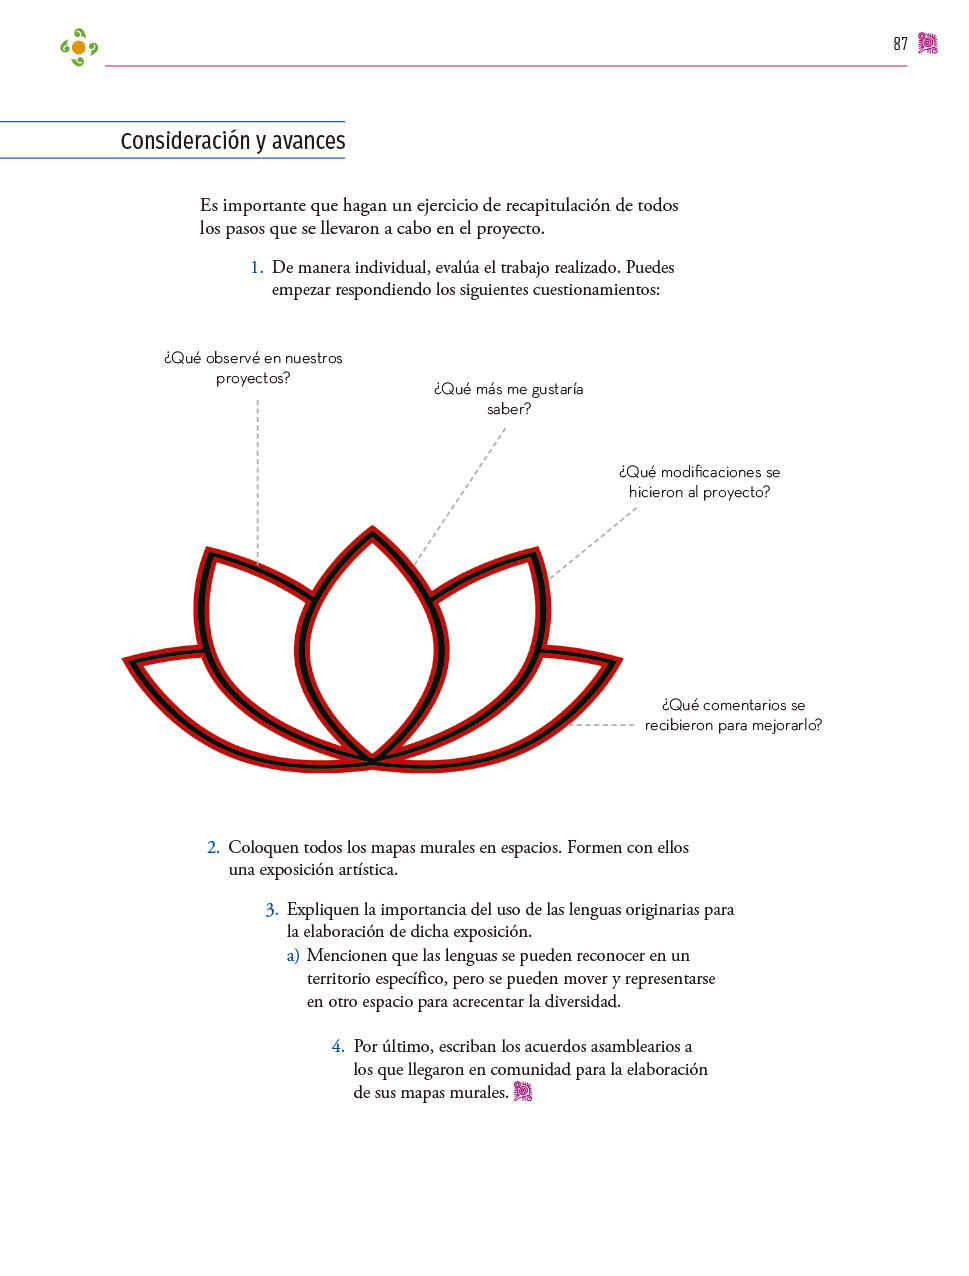 87
Consideración y avances
Es importante que hagan un ejercicio de recapitulación de todos
los pasos que se llevaron a cabo en el proyecto.
1. De manera individual, evalúa el trabajo realizado. Puedes
empezar respondiendo los siguientes cuestionamientos:
¿Qué observé en nuestros
proyectos?
¿Qué más me gustaría
saber?
¿Qué modificaciones se
hicieron al proyecto?
¿Qué comentarios se
recibieron para mejorarlo?
2. Coloquen todos los mapas murales en espacios. Formen con ellos
una exposición artística.
3. Expliquen la importancia del uso de las lenguas originarias para
la elaboración de dicha exposición.
a) Mencionen que las lenguas se pueden reconocer en un
territorio específico, pero se pueden mover y representarse
en otro espacio para acrecentar la diversidad.
4. Por último, escriban los acuerdos asamblearios a
los que llegaron en comunidad para la elaboración
de sus mapas murales.